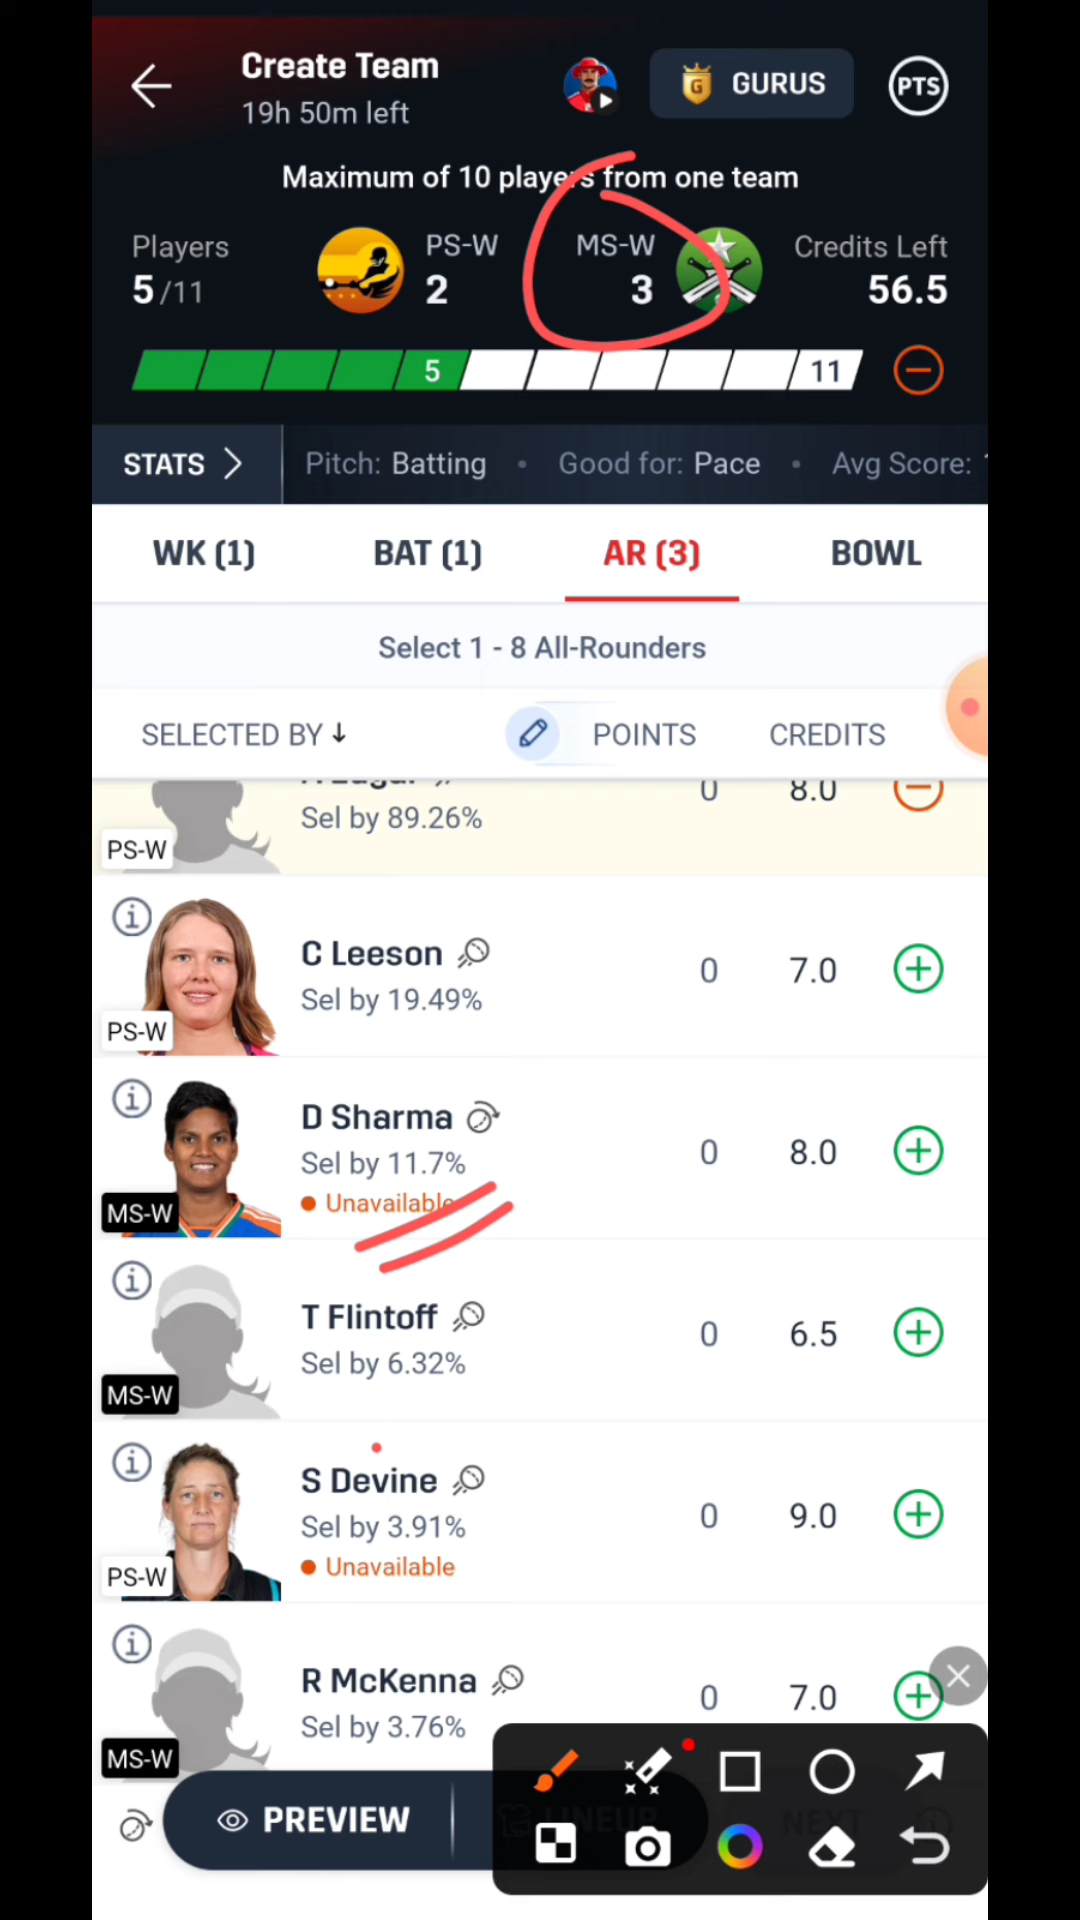 Create Team
19h 50m left
GURUS
PTS
Maximum of 10 players from one team
Players
5/11
PS-W
2
MS-W
3
Credits Left
56.5
5
11
STATS
Pitch: Batting • Good for: Pace • Avg Score:
WK (1)
BAT (1)
AR (3)
BOWL
Select 1 - 8 All-Rounders
SELECTED BY ↓
POINTS
CREDITS
Sel by 89.26%
0
8.0
PS-W
C Leeson
Sel by 19.49%
0
7.0
PS-W
D Sharma
Sel by 11.7%
Unavailable
0
8.0
MS-W
T Flintoff
Sel by 6.32%
0
6.5
MS-W
S Devine
Sel by 3.91%
Unavailable
0
9.0
PS-W
R McKenna
Sel by 3.76%
0
7.0
MS-W
PREVIEW
LINEUP
NEXT